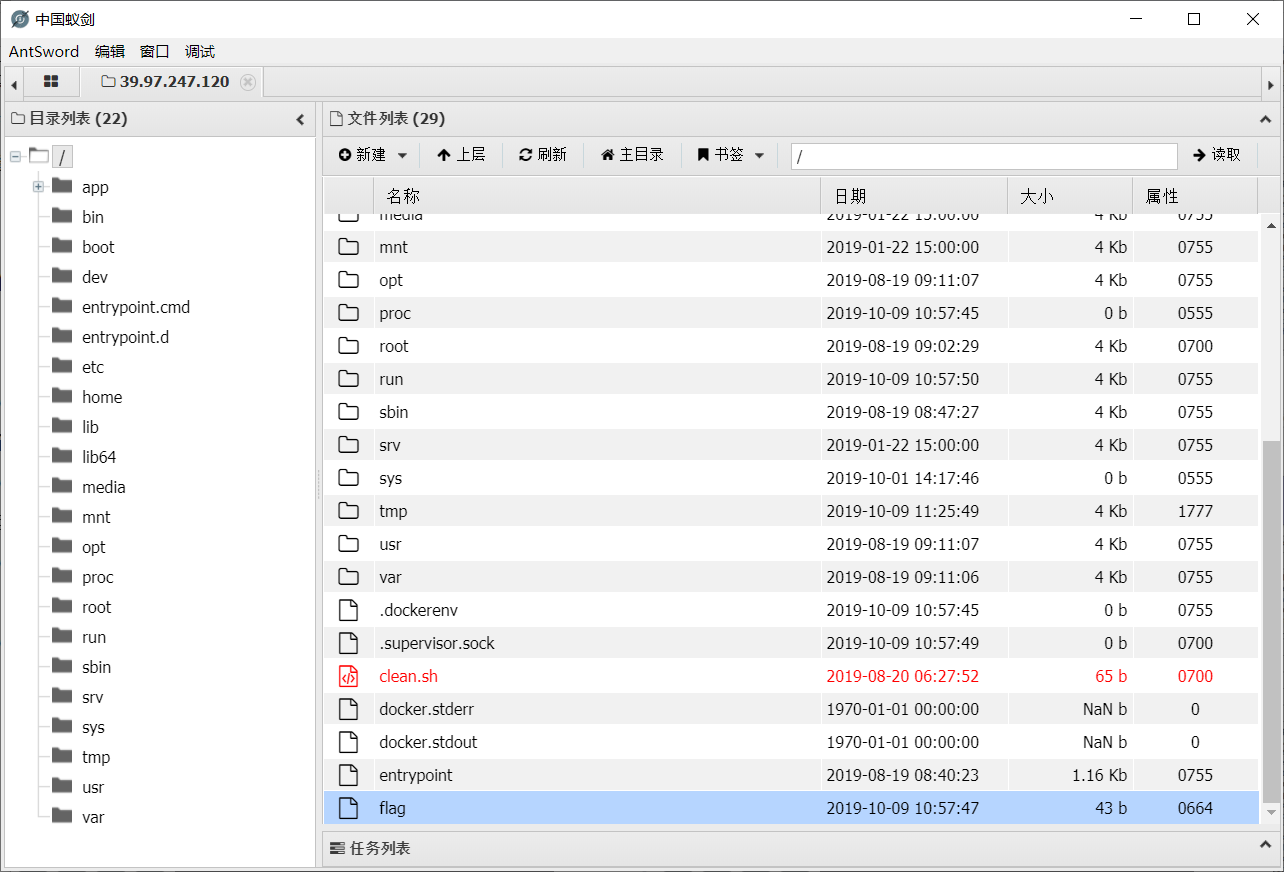 中国蚁剑
AntSword 编辑 窗口 调试
39.97.247.120
目录列表 (22)
/
app
bin
boot
dev
entrypoint.cmd
entrypoint.d
etc
home
lib
lib64
media
mnt
opt
proc
root
run
sbin
srv
sys
tmp
usr
var
文件列表 (29)
新建 上层 刷新 主目录 书签 / 读取
名称 日期 大小 属性
media 2019-01-22 15:00:00 4 Kb 0755
mnt 2019-01-22 15:00:00 4 Kb 0755
opt 2019-08-19 09:11:07 4 Kb 0755
proc 2019-10-09 10:57:45 0 b 0555
root 2019-08-19 09:02:29 4 Kb 0700
run 2019-10-09 10:57:50 4 Kb 0755
sbin 2019-08-19 08:47:27 4 Kb 0755
srv 2019-01-22 15:00:00 4 Kb 0755
sys 2019-10-01 14:17:46 0 b 0555
tmp 2019-10-09 11:25:49 4 Kb 1777
usr 2019-08-19 09:11:07 4 Kb 0755
var 2019-08-19 09:11:06 4 Kb 0755
.dockerenv 2019-10-09 10:57:45 0 b 0755
.supervisor.sock 2019-10-09 10:57:49 0 b 0700
clean.sh 2019-08-20 06:27:52 65 b 0700
docker.stderr 1970-01-01 00:00:00 NaN b 0
docker.stdout 1970-01-01 00:00:00 NaN b 0
entrypoint 2019-08-19 08:40:23 1.16 Kb 0755
flag 2019-10-09 10:57:47 43 b 0664
任务列表